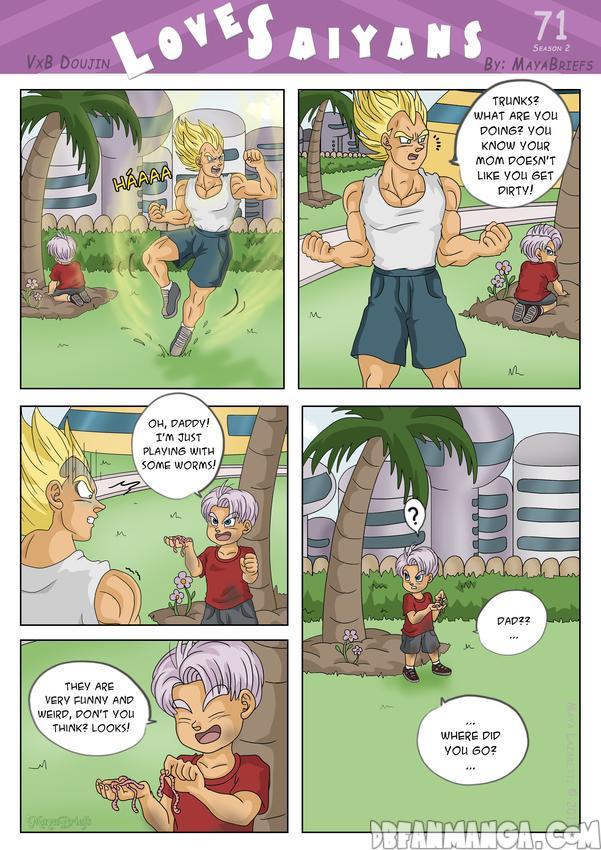 VxB Doujin
Love Saiyans
71
Season 2
By: MayaBriefs
HÁAAAA
TRUNKS?
WHAT ARE
YOU
DOING? YOU
KNOW YOUR
MOM DOESN'T
LIKE YOU GET
DIRTY!
OH, DADDY!
I'M JUST
PLAYING WITH
SOME WORMS!
THEY ARE
VERY FUNNY AND
WEIRD, DON'T YOU
THINK? LOOKS!
MayaBriefs
?
DAD??
...
...
WHERE DID
YOU GO?
...
DBFANMANGA.COM